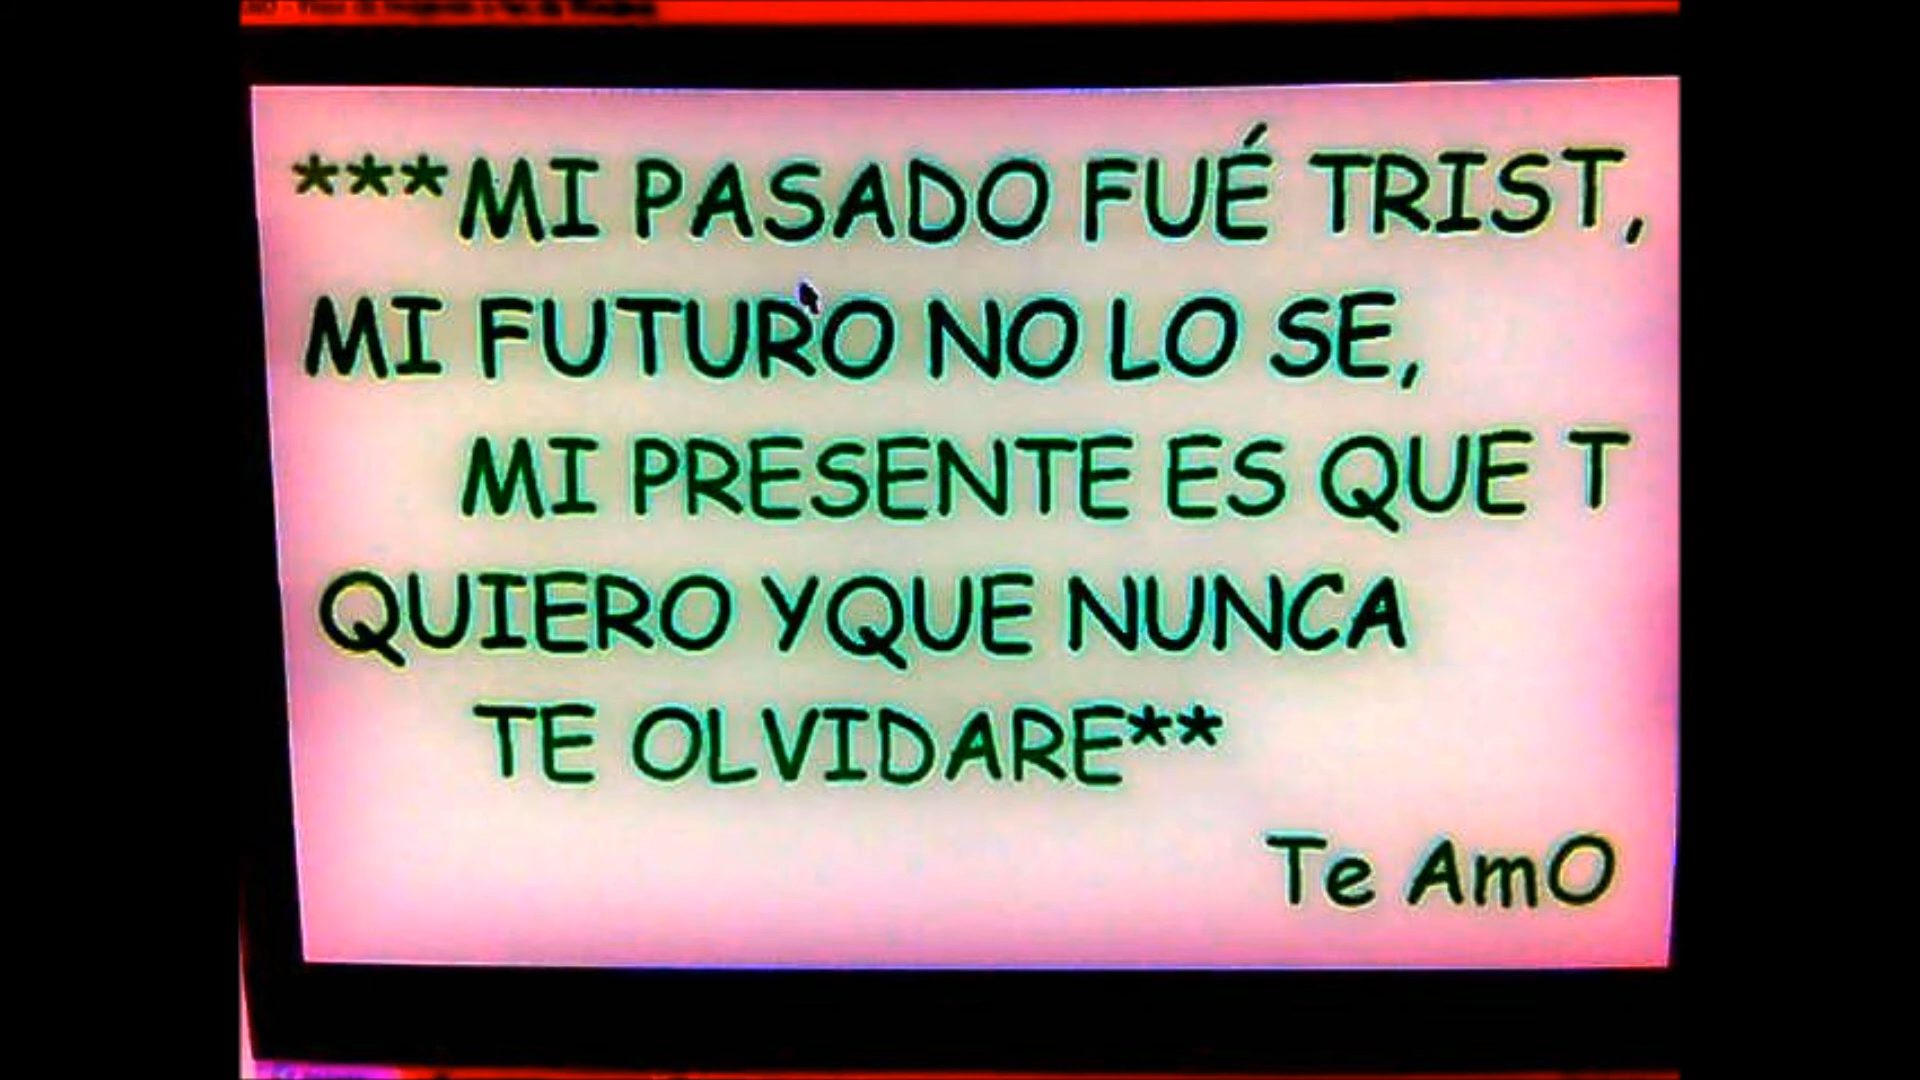 ***MI PASADO FUÉ TRIST,
MI FUTURO NO LO SE,
MI PRESENTE ES QUE T
QUIERO YQUE NUNCA
TE OLVIDARE**
Te AmO